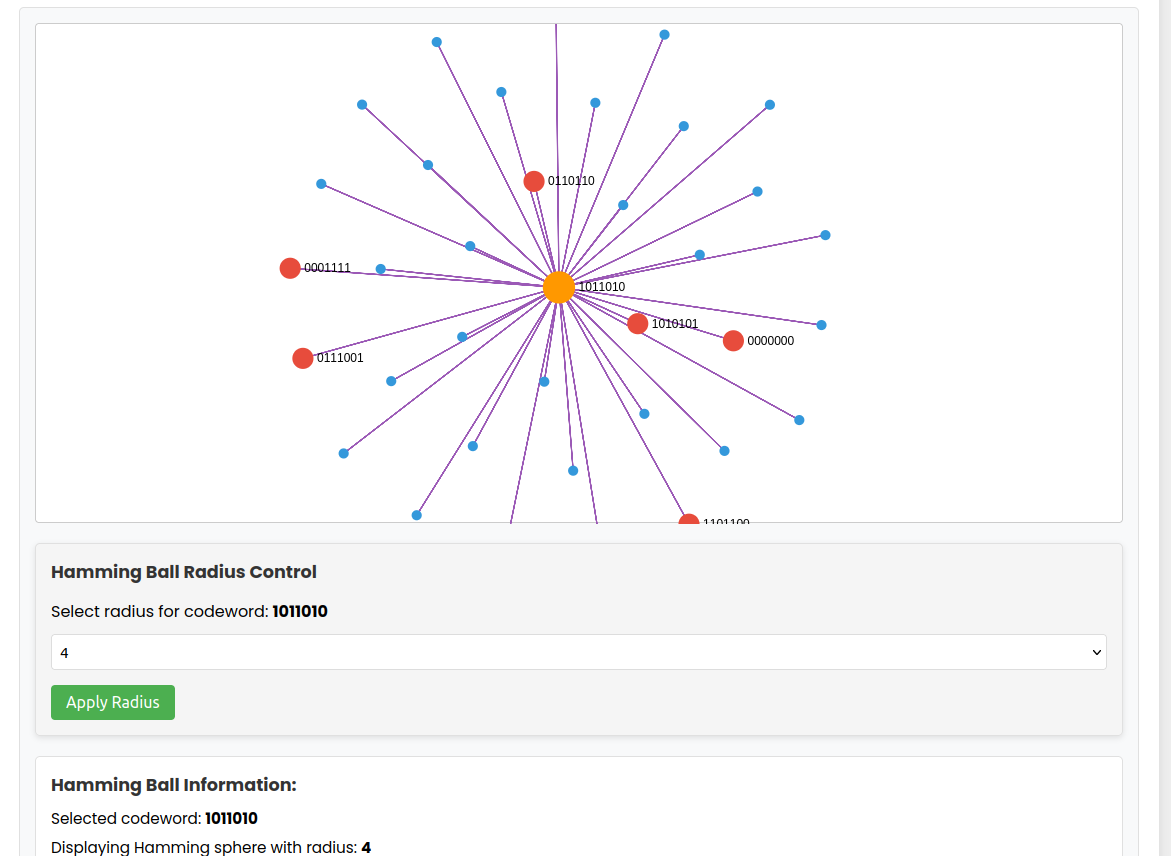 0110110
0001111
1011010
1010101
0000000
0111001
1101100
Hamming Ball Radius Control
Select radius for codeword: 1011010
4
Apply Radius
Hamming Ball Information:
Selected codeword: 1011010
Displaying Hamming sphere with radius: 4